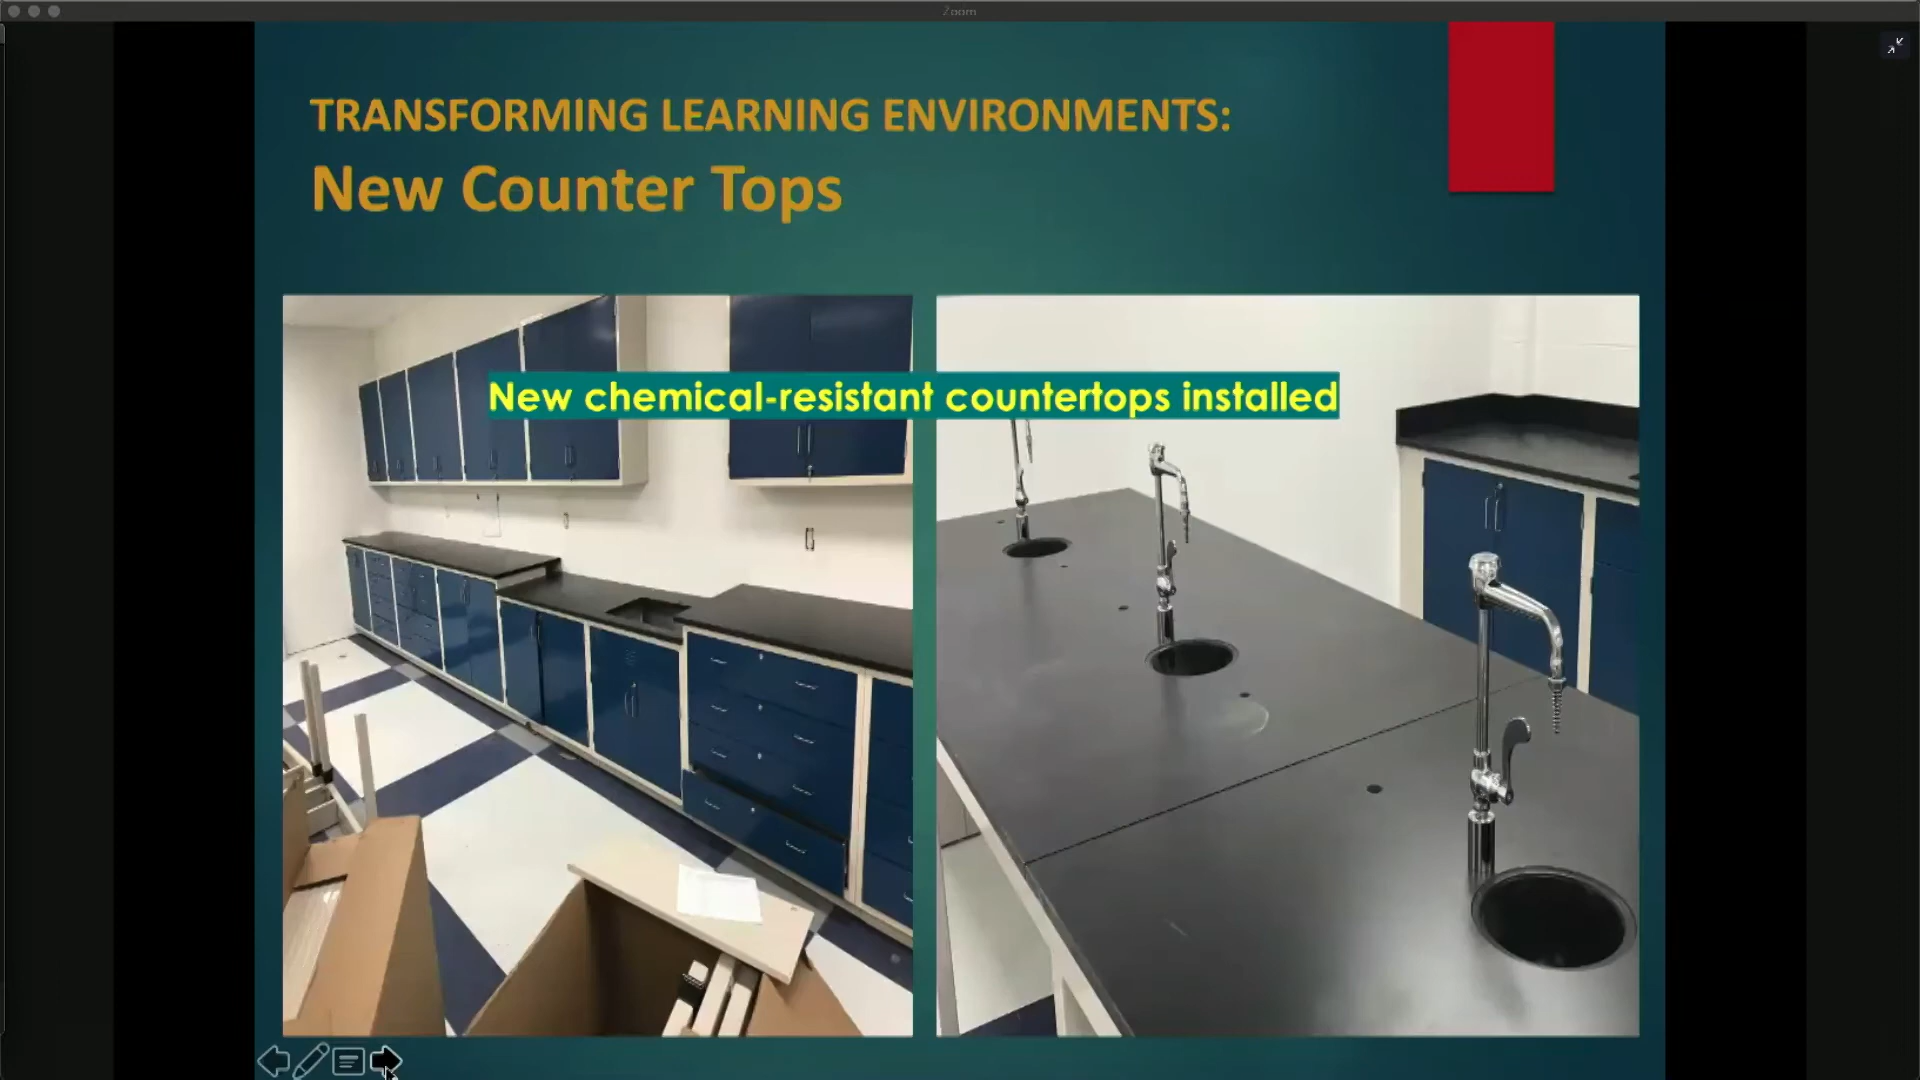 Zoom
TRANSFORMING LEARNING ENVIRONMENTS:
New Counter Tops
New chemical-resistant countertops installed